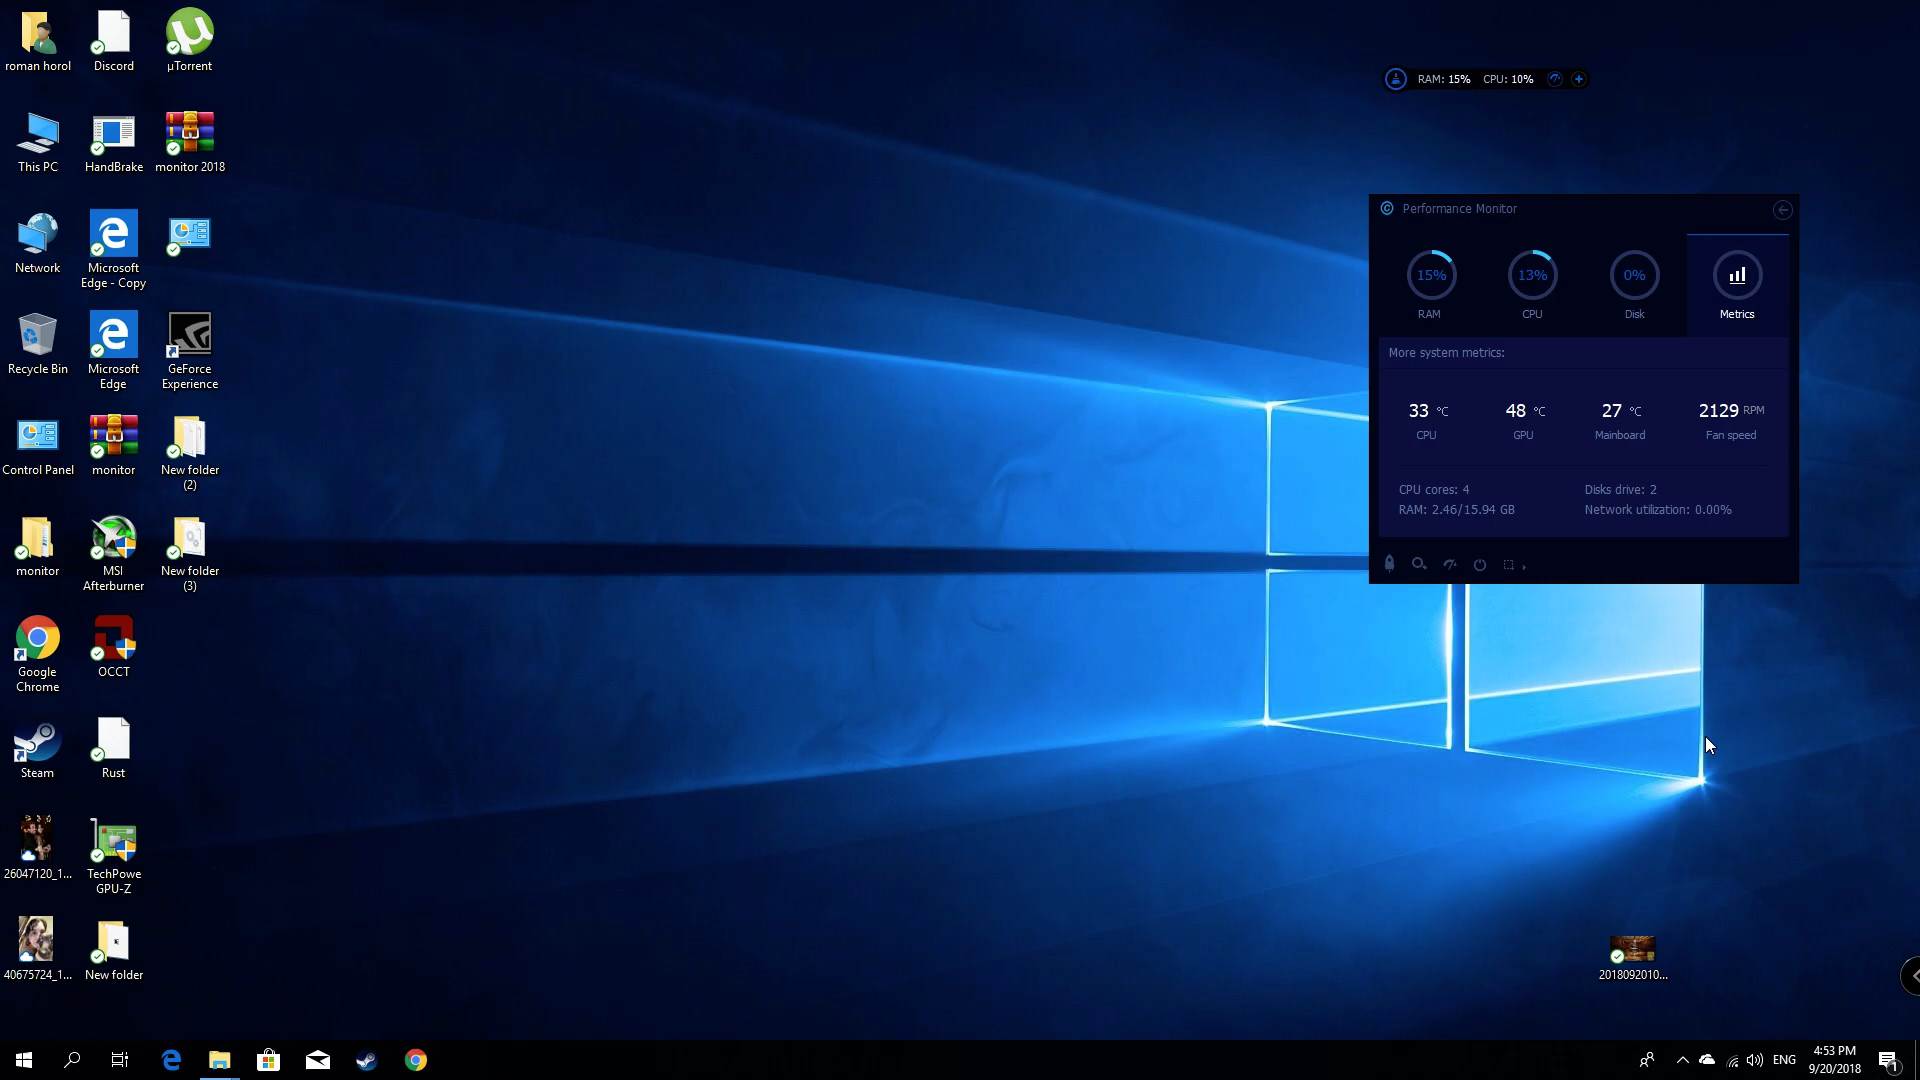 roman horol
Discord
µTorrent
This PC
HandBrake
monitor 2018
Network
Microsoft
Edge - Copy
Recycle Bin
Microsoft
Edge
GeForce
Experience
Control Panel
monitor
New folder
(2)
monitor
MSI
Afterburner
New folder
(3)
Google
Chrome
OCCT
Steam
Rust
26047120_1...
TechPowe
GPU-Z
40675724_1...
New folder
RAM: 15% CPU: 10%
Performance Monitor
15% 13% 0%
RAM CPU Disk Metrics
More system metrics:
33 °C 48 °C 27 °C 2129 RPM
CPU GPU Mainboard Fan speed
CPU cores: 4 Disks drive: 2
RAM: 2.46/15.94 GB Network utilization: 0.00%
2018092010...
ENG
4:53 PM
9/20/2018
1